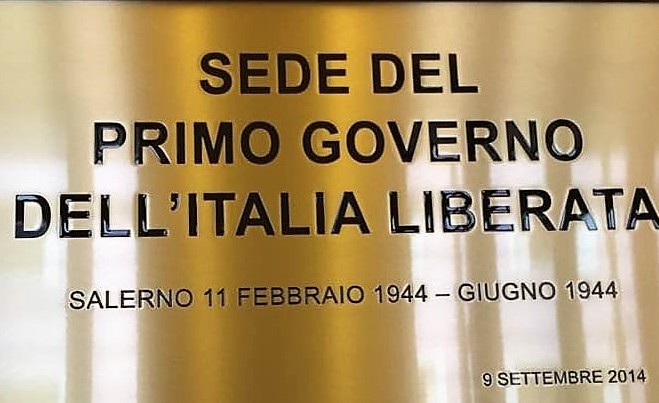 SEDE DEL
PRIMO GOVERNO
DELL'ITALIA LIBERATA
SALERNO 11 FEBBRAIO 1944 – GIUGNO 1944
9 SETTEMBRE 2014